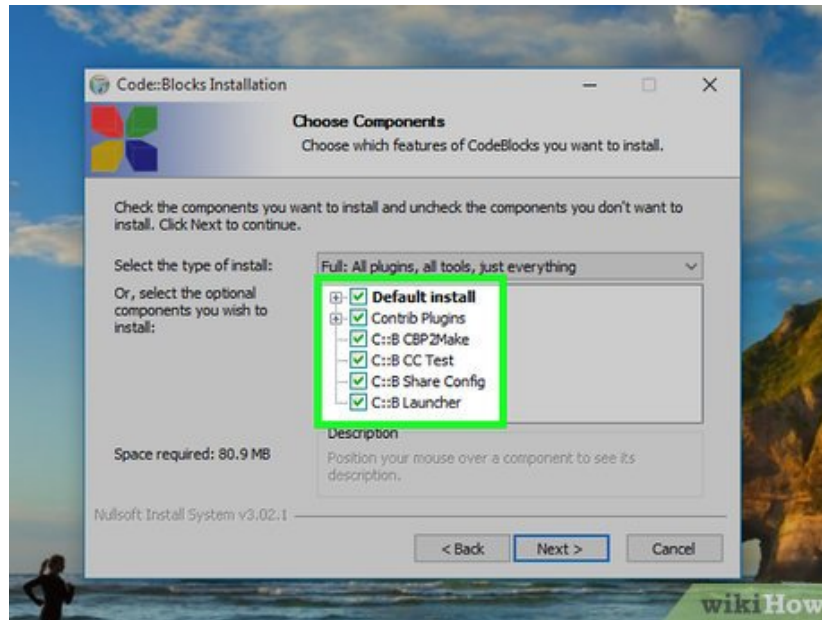 Code::Blocks Installation
Choose Components
Choose which features of CodeBlocks you want to install.
Check the components you want to install and uncheck the components you don't want to
install. Click Next to continue.
Select the type of install:
Full: All plugins, all tools, just everything
Or, select the optional
components you wish to
install:
Default install
Contrib Plugins
C::B CBP2Make
C::B CC Test
C::B Share Config
C::B Launcher
Space required: 80.9 MB
Description
Position your mouse over a component to see its
description.
Nullsoft Install System v3.02.1
< Back
Next >
Cancel
wikiHow